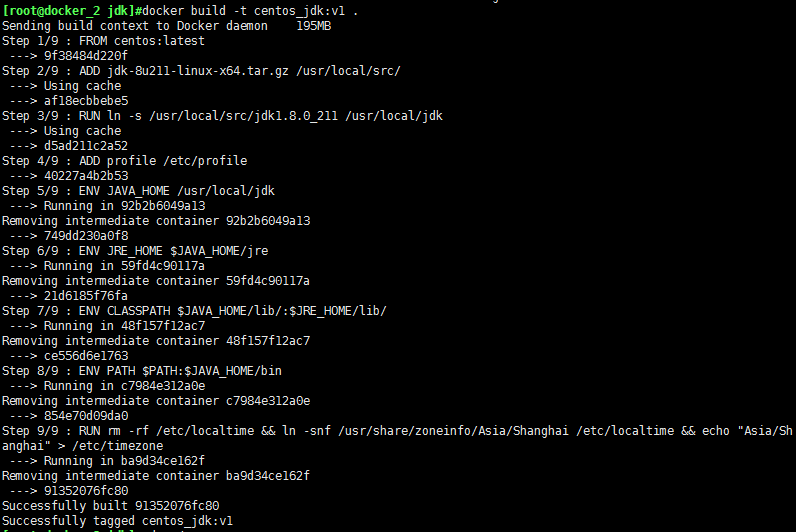 [root@docker_2 jdk]#docker build -t centos_jdk:v1 .
Sending build context to Docker daemon    195MB
Step 1/9 : FROM centos:latest
 ---> 9f38484d220f
Step 2/9 : ADD jdk-8u211-linux-x64.tar.gz /usr/local/src/
 ---> Using cache
 ---> af18ecbbebe5
Step 3/9 : RUN ln -s /usr/local/src/jdk1.8.0_211 /usr/local/jdk
 ---> Using cache
 ---> d5ad211c2a52
Step 4/9 : ADD profile /etc/profile
 ---> 40227a4b2b53
Step 5/9 : ENV JAVA_HOME /usr/local/jdk
 ---> Running in 92b2b6049a13
Removing intermediate container 92b2b6049a13
 ---> 749dd230a0f8
Step 6/9 : ENV JRE_HOME $JAVA_HOME/jre
 ---> Running in 59fd4c90117a
Removing intermediate container 59fd4c90117a
 ---> 21d6185f76fa
Step 7/9 : ENV CLASSPATH $JAVA_HOME/lib/:$JRE_HOME/lib/
 ---> Running in 48f157f12ac7
Removing intermediate container 48f157f12ac7
 ---> ce556d6e1763
Step 8/9 : ENV PATH $PATH:$JAVA_HOME/bin
 ---> Running in c7984e312a0e
Removing intermediate container c7984e312a0e
 ---> 854e70d09da0
Step 9/9 : RUN rm -rf /etc/localtime && ln -snf /usr/share/zoneinfo/Asia/Shanghai /etc/localtime && echo "Asia/Sh
anghai" > /etc/timezone
 ---> Running in ba9d34ce162f
Removing intermediate container ba9d34ce162f
 ---> 91352076fc80
Successfully built 91352076fc80
Successfully tagged centos_jdk:v1